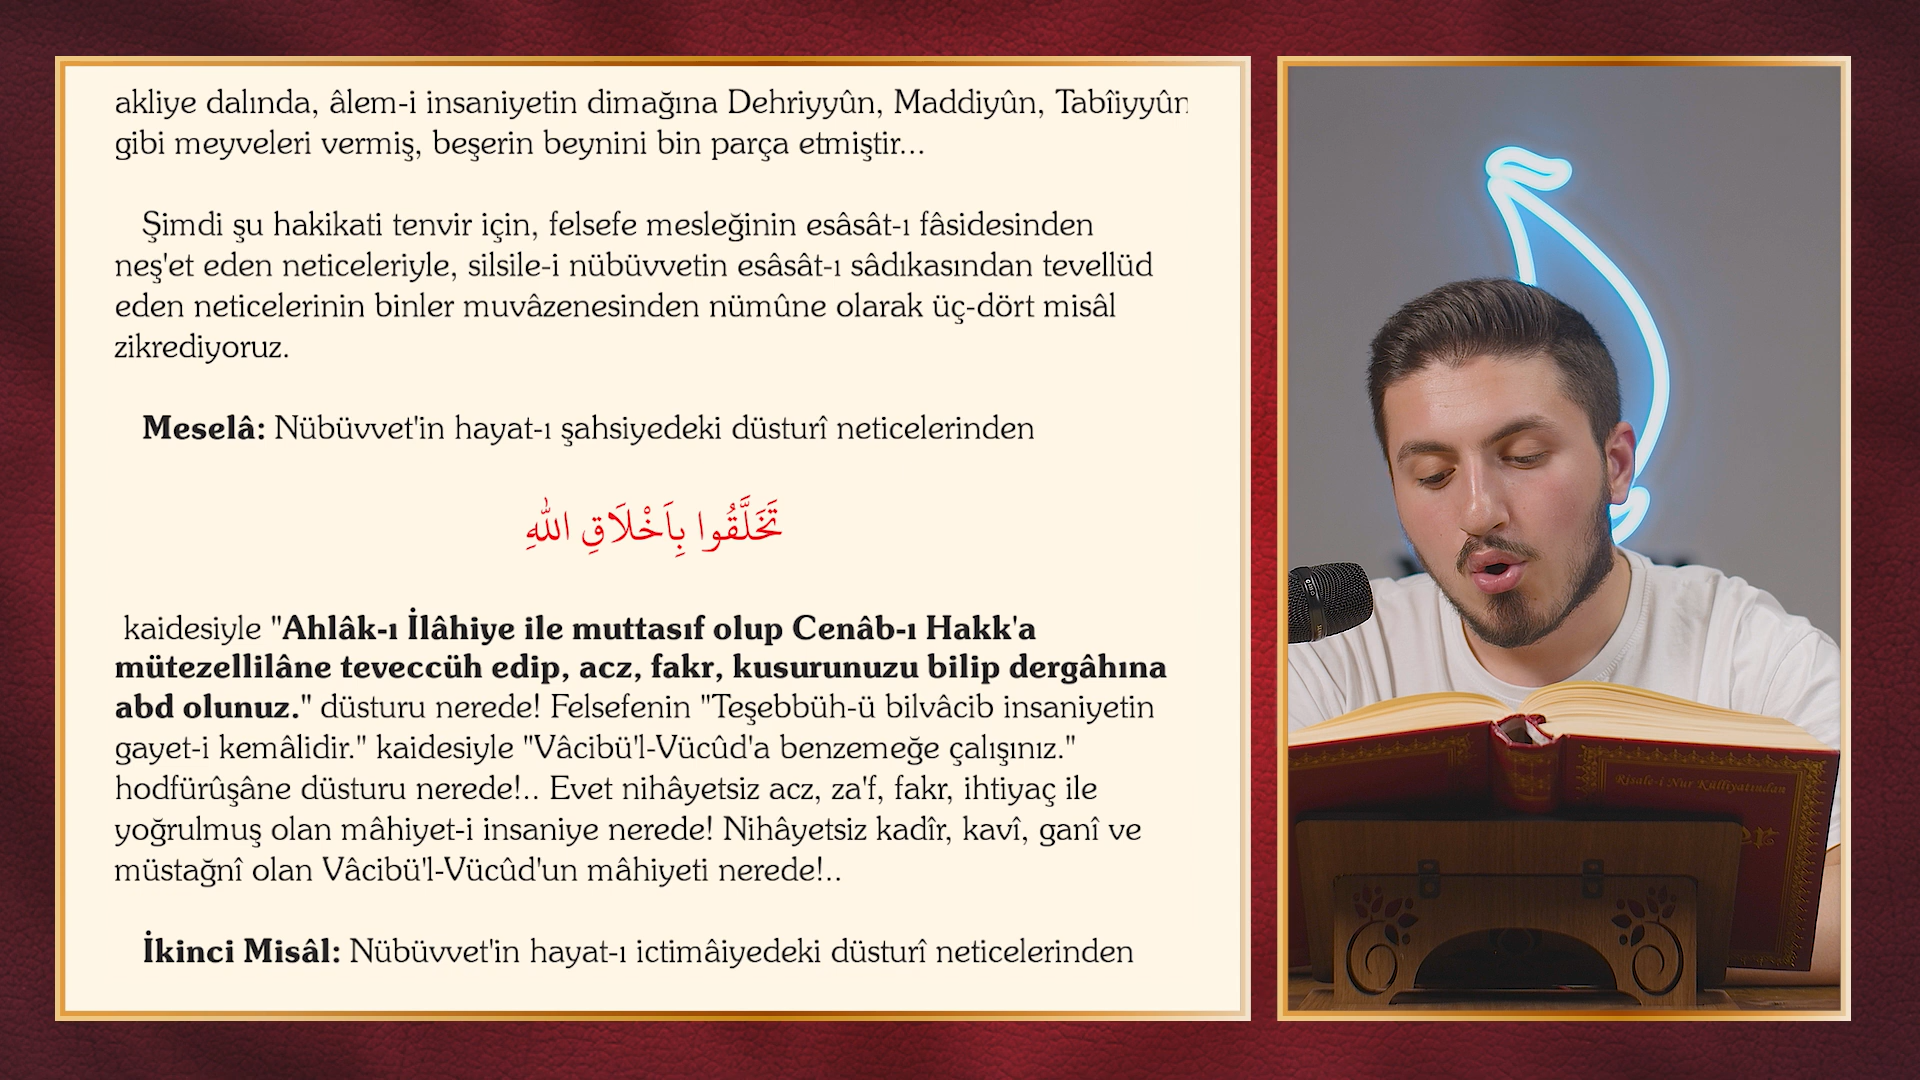 akliye dalında, âlem-i insaniyetin dimağına Dehriyyûn, Maddiyûn, Tabîiyyûn
gibi meyveleri vermiş, beşerin beynini bin parça etmiştir...
Şimdi şu hakikati tenvir için, felsefe mesleğinin esâsât-ı fâsidesinden
neş'et eden neticeleriyle, silsile-i nübüvvetin esâsât-ı sâdıkasından tevellüd
eden neticelerinin binler muvâzenesinden nümûne olarak üç-dört misâl
zikrediyoruz.
Meselâ: Nübüvvet'in hayat-ı şahsiyedeki düsturî neticelerinden
تَخَلَّقُوا بِاَخْلَاقِ اللّٰهِ
kaidesiyle "Ahlâk-ı İlâhiye ile muttasıf olup Cenâb-ı Hakk'a
mütezellilâne teveccüh edip, acz, fakr, kusurunuzu bilip dergâhına
abd olunuz." düsturu nerede! Felsefenin "Teşebbüh-ü bilvâcib insaniyetin
gayet-i kemâlidir." kaidesiyle "Vâcibü'l-Vücûd'a benzemeğe çalışınız."
hodfürûşâne düsturu nerede!.. Evet nihâyetsiz acz, za'f, fakr, ihtiyaç ile
yoğrulmuş olan mâhiyet-i insaniye nerede! Nihâyetsiz kadîr, kavî, ganî ve
müstağnî olan Vâcibü'l-Vücûd'un mâhiyeti nerede!..
İkinci Misâl: Nübüvvet'in hayat-ı ictimâiyedeki düsturî neticelerinden
Risale-i Nur Külliyatından